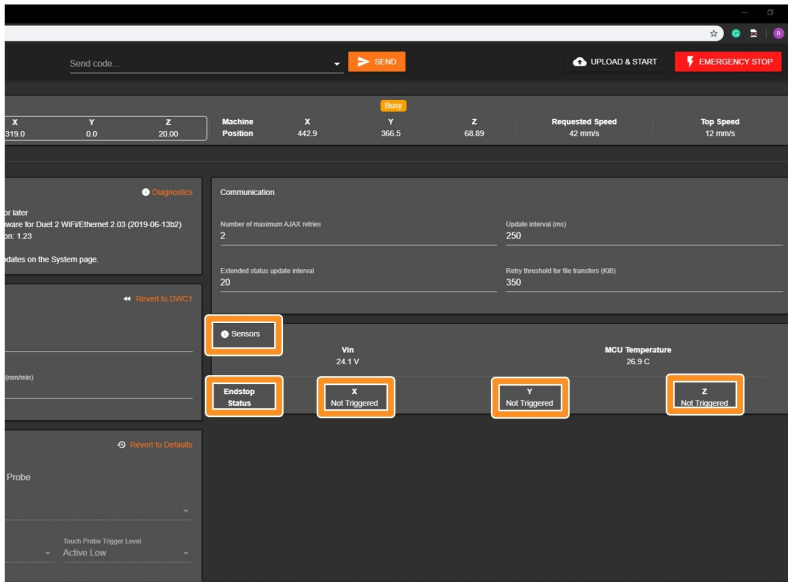 R
Send code...
SEND
UPLOAD & START
EMERGENCY STOP
Busy
X Y Z
319.0 0.0 20.00
Machine Position
X Y Z
442.9 366.5 68.89
Requested Speed
42 mm/s
Top Speed
12 mm/s
Diagnostics
or later
ware for Duet 2 WiFi/Ethernet 2.03 (2019-06-13b2)
on: 1.23
dates on the System page.
Communication
Number of maximum AJAX retries
2
Update interval (ms)
250
Extended status update interval
20
Retry threshold for file transfers (KiB)
350
Revert to DWC1
(mm/min)
Sensors
Vin
24.1 V
MCU Temperature
26.9 C
Endstop
Status
X
Not Triggered
Y
Not Triggered
Z
Not Triggered
Revert to Defaults
Probe
Touch Probe Trigger Level
Active Low